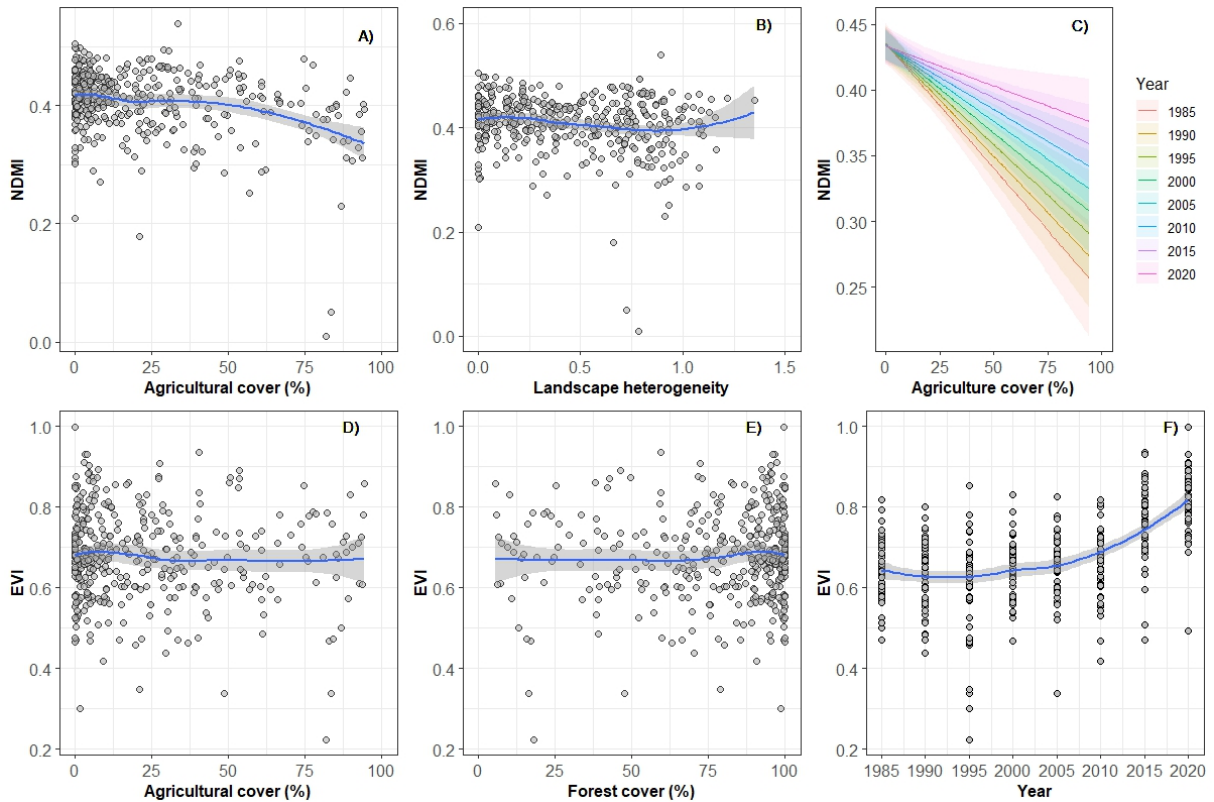 A)
NDMI
0.4
0.2
0.0
0 25 50 75 100
Agricultural cover (%)
B)
NDMI
0.6
0.4
0.2
0.0
0.0 0.5 1.0 1.5
Landscape heterogeneity
C)
NDMI
0.45
0.40
0.35
0.30
0.25
0 25 50 75 100
Agriculture cover (%)
Year
1985
1990
1995
2000
2005
2010
2015
2020
D)
EVI
1.0
0.8
0.6
0.4
0.2
0 25 50 75 100
Agricultural cover (%)
E)
EVI
1.0
0.8
0.6
0.4
0.2
0 25 50 75 100
Forest cover (%)
F)
EVI
1.0
0.8
0.6
0.4
0.2
1985 1990 1995 2000 2005 2010 2015 2020
Year